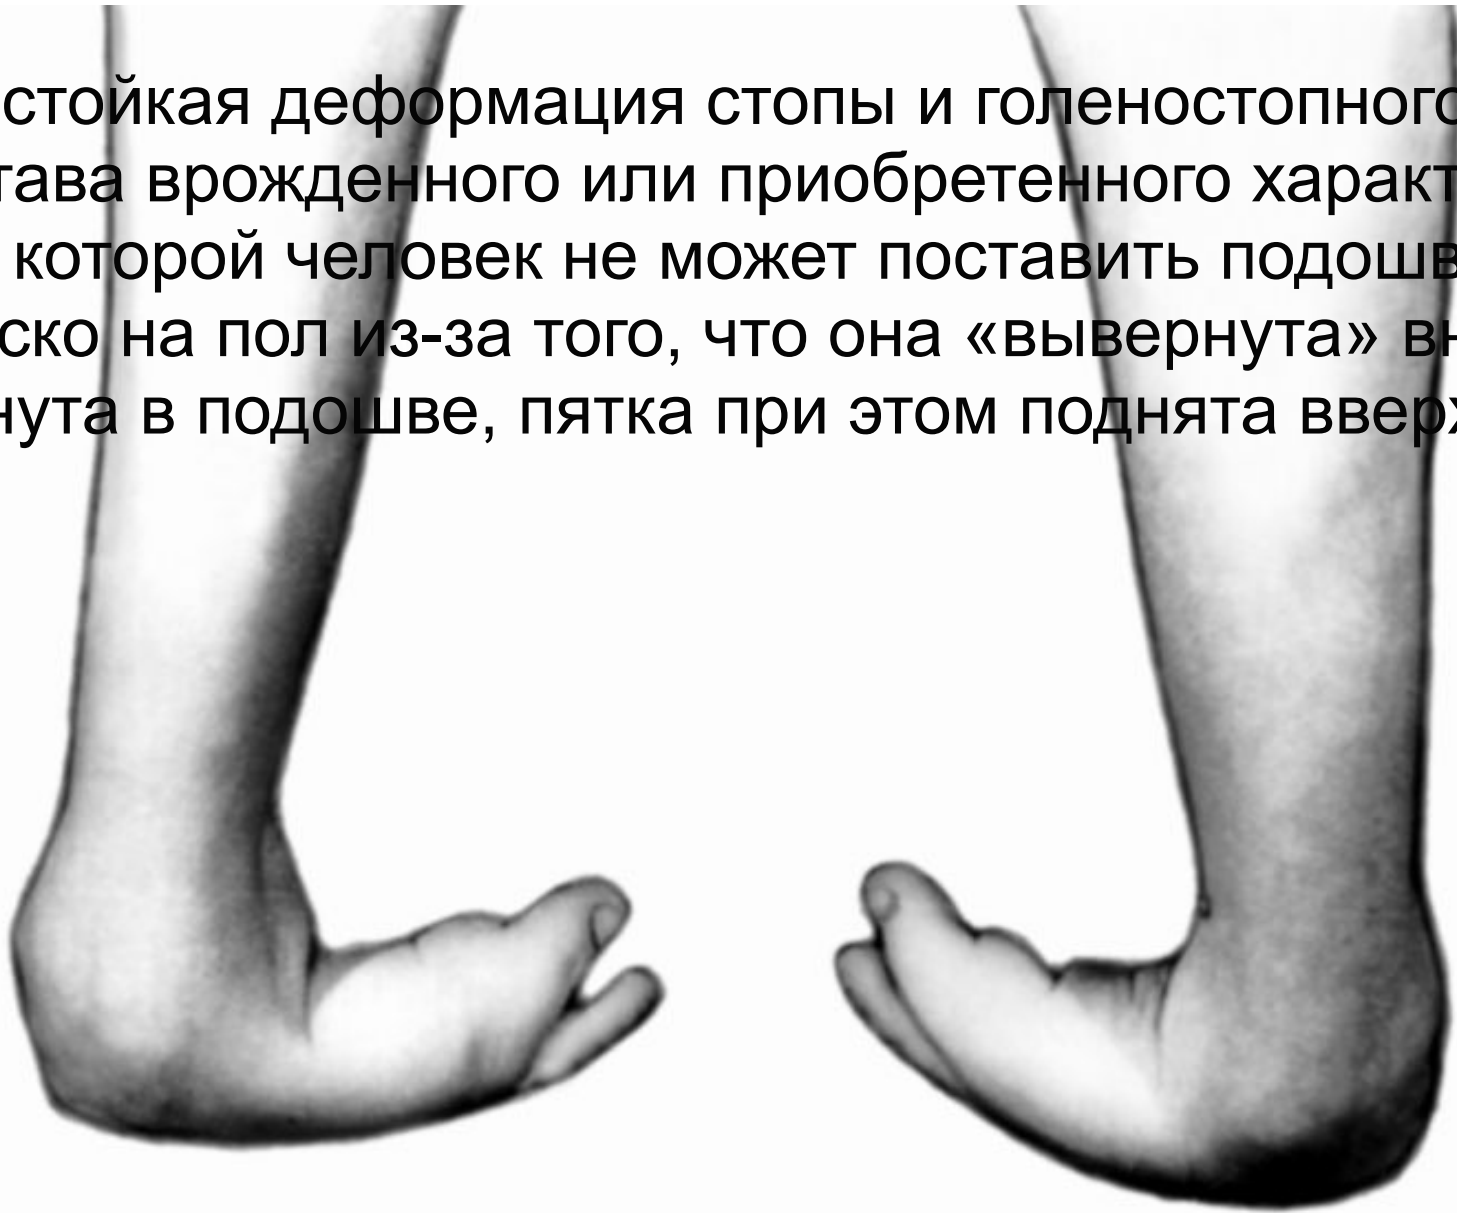 стойкая деформация стопы и голеностопного
тава врожденного или приобретенного характ
которой человек не может поставить подошв
ско на пол из-за того, что она «вывернута» вн
нута в подошве, пятка при этом поднята вверх